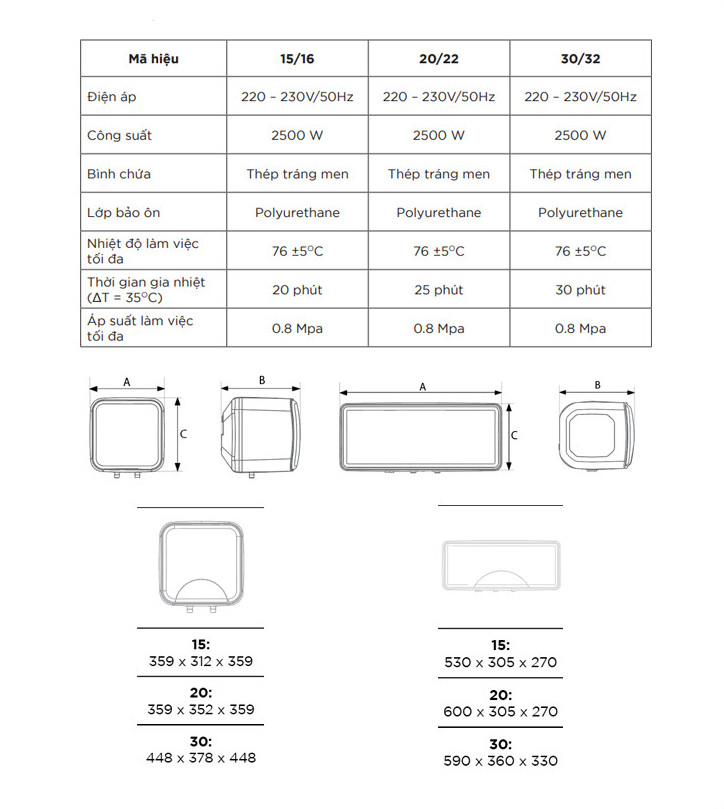 Mã hiệu 15/16 20/22 30/32
Điện áp 220 – 230V/50Hz 220 – 230V/50Hz 220 – 230V/50Hz
Công suất 2500 W 2500 W 2500 W
Bình chứa Thép tráng men Thép tráng men Thép tráng men
Lớp bảo ôn Polyurethane Polyurethane Polyurethane
Nhiệt độ làm việc
tối đa 76 ±5⁰C 76 ±5⁰C 76 ±5⁰C
Thời gian gia nhiệt
(ΔT = 35⁰C) 20 phút 25 phút 30 phút
Áp suất làm việc
tối đa 0.8 Mpa 0.8 Mpa 0.8 Mpa
A B A B
C C
15:
359 x 312 x 359
20:
359 x 352 x 359
30:
448 x 378 x 448
15:
530 x 305 x 270
20:
600 x 305 x 270
30:
590 x 360 x 330